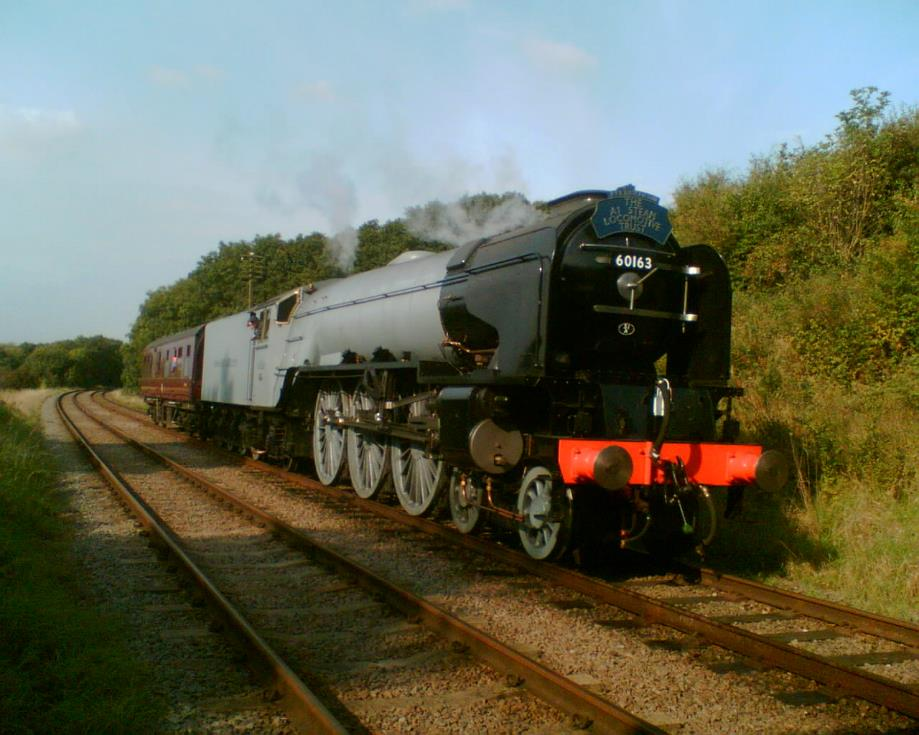 THE
A1 STEAM
LOCOMOTIVE
TRUST
60163